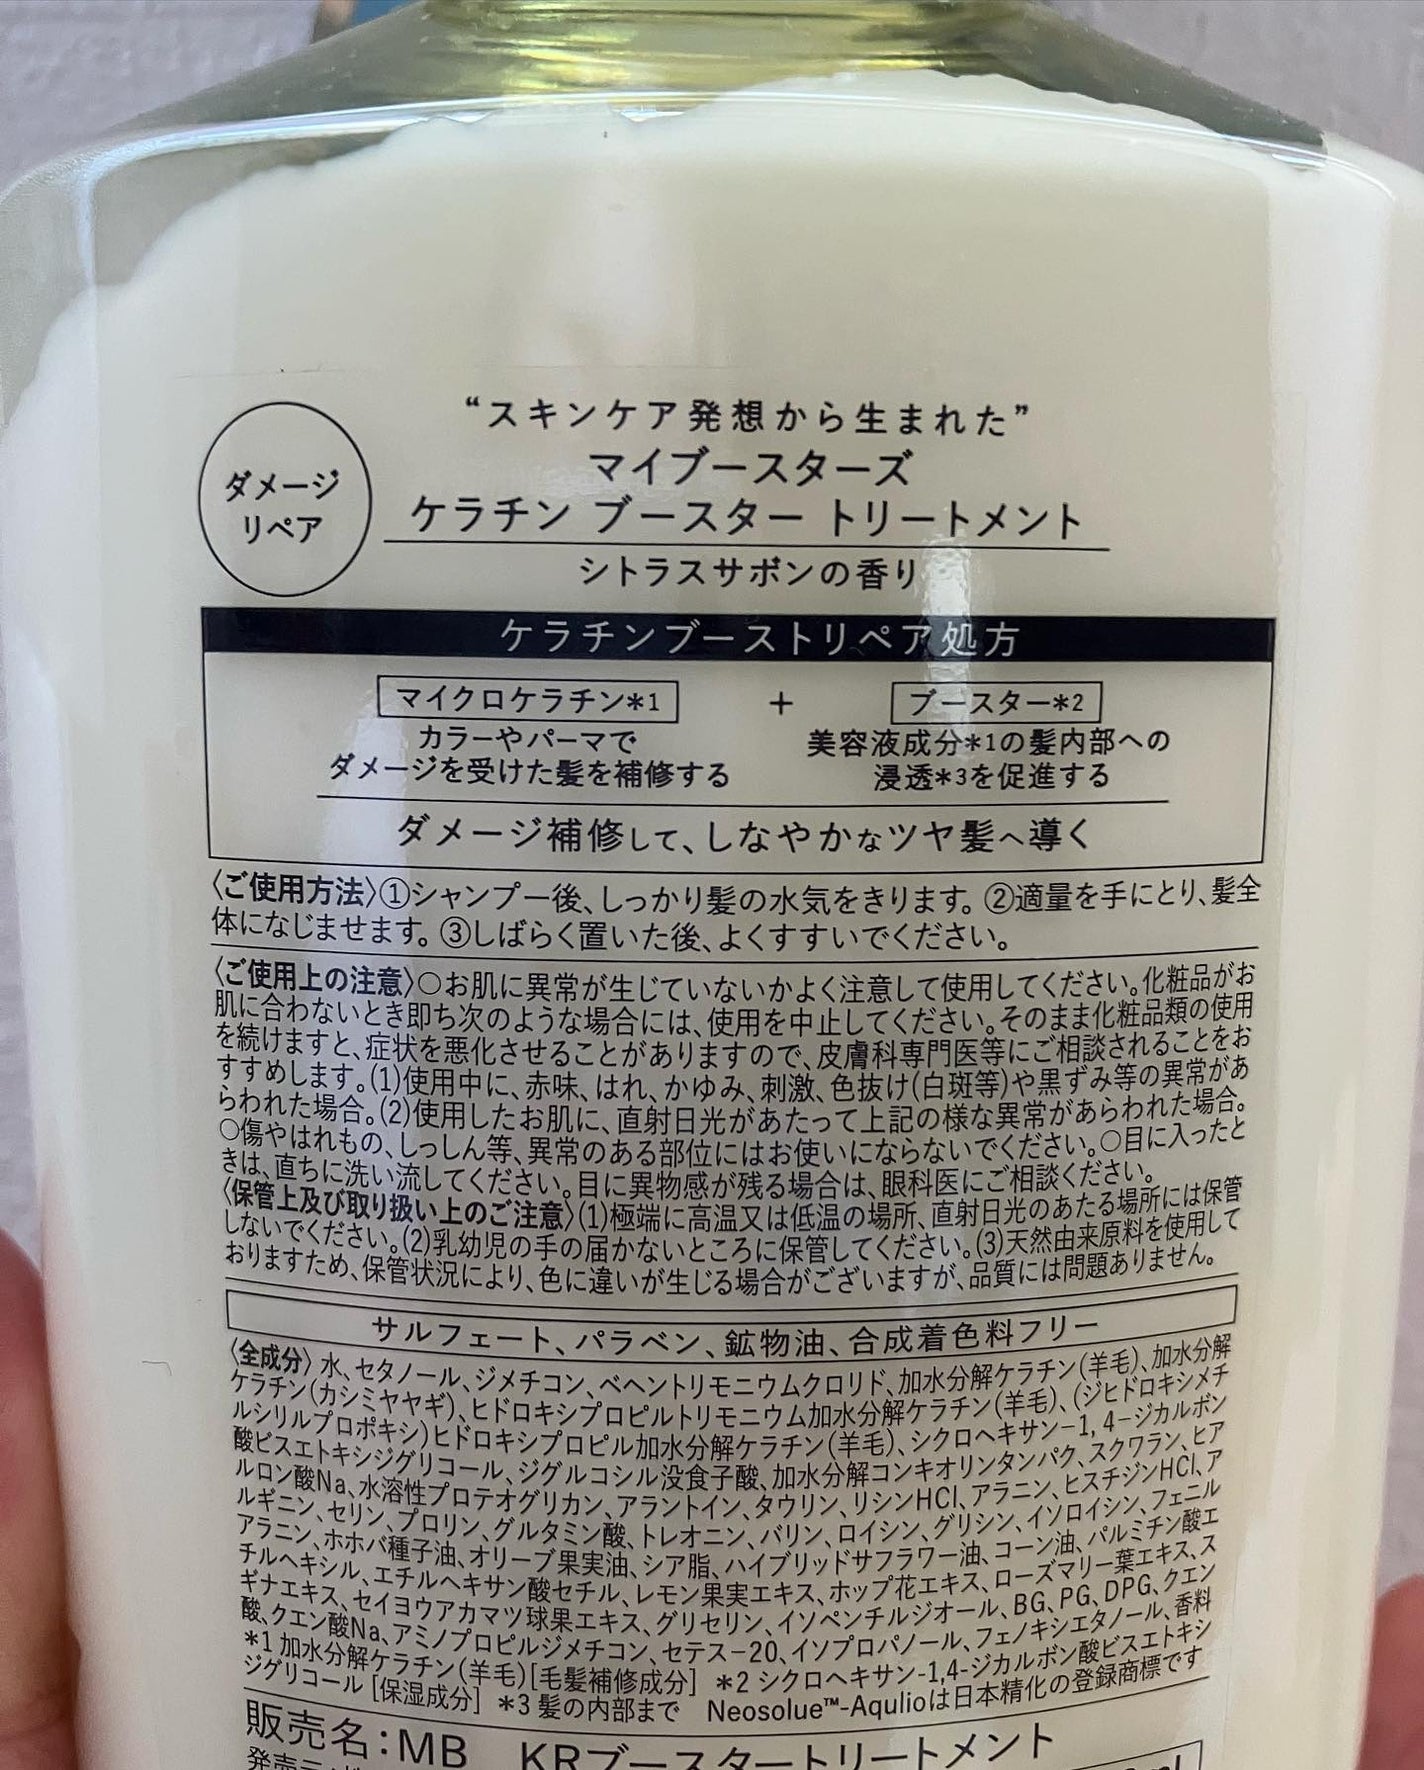 “スキンケア発想から生まれた”
ダメージ
リペア
マイブースターズ
ケラチン ブースター トリートメント
シトラスサボンの香り
ケラチンブーストリペア処方
マイクロケラチン*1 + ブースター*2
カラーやパーマで
ダメージを受けた髪を補修する
美容液成分*1の髪内部への
浸透*3を促進する
ダメージ補修して、しなやかなツヤ髪へ導く
〈ご使用方法〉①シャンプー後、しっかり髪の水気をきります。②適量を手にとり、髪全
体になじませます。③しばらく置いた後、よくすすいでください。
〈ご使用上の注意〉○お肌に異常が生じていないかよく注意して使用してください。化粧品がお
肌に合わないとき即ち次のような場合には、使用を中止してください。そのまま化粧品類の使用
を続けますと、症状を悪化させることがありますので、皮膚科専門医等にご相談されることをお
すすめします。(1)使用中に、赤味、はれ、かゆみ、刺激、色抜け(白斑等)や黒ずみ等の異常があ
らわれた場合。(2)使用したお肌に、直射日光があたって上記の様な異常があらわれた場合。
○傷やはれもの、しっしん等、異常のある部位にはお使いにならないでください。○目に入ったと
きは、直ちに洗い流してください。目に異物感が残る場合は、眼科医にご相談ください。
〈保管上及び取り扱い上のご注意〉(1)極端に高温又は低温の場所、直射日光のあたる場所には保管
しないでください。(2)乳幼児の手の届かないところに保管してください。(3)天然由来原料を使用して
おりますため、保管状況により、色に違いが生じる場合がございますが、品質には問題ありません。
サルフェート、パラベン、鉱物油、合成着色料フリー
〈全成分〉水、セタノール、ジメチコン、ベヘントリモニウムクロリド、加水分解ケラチン(羊毛)、加水分解
ケラチン(カシミヤヤギ)、ヒドロキシプロピルトリモニウム加水分解ケラチン(羊毛)、(ジヒドロキシメチ
ルシリルプロポキシ)ヒドロキシプロピル加水分解ケラチン(羊毛)、シクロヘキサン-1,4-ジカルボン
酸ビスエトキシジグリコール、ジグルコシル没食子酸、加水分解コンキオリンタンパク、スクワラン、ヒア
ルロン酸Na、水溶性プロテオグリカン、アラントイン、タウリン、リシンHCl、アラニン、ヒスチジンHCl、ア
ルギニン、セリン、プロリン、グルタミン酸、トレオニン、バリン、ロイシン、グリシン、イソロイシン、フェニル
アラニン、ホホバ種子油、オリーブ果実油、シア脂、ハイブリッドサフラワー油、コーン油、パルミチン酸エ
チルヘキシル、エチルヘキサン酸セチル、レモン果実エキス、ホップ花エキス、ローズマリー葉エキス、ス
ギナエキス、セイヨウアカマツ球果エキス、グリセリン、イソペンチルジオール、BG、PG、DPG、クエン
酸、クエン酸Na、アミノプロピルジメチコン、セテス-20、イソプロパノール、フェノキシエタノール、香料
*1 加水分解ケラチン(羊毛)[毛髪補修成分] *2 シクロヘキサン-1,4-ジカルボン酸ビスエトキシ
ジグリコール [保湿成分] *3 髪の内部まで Neosolue™-Aqulioは日本精化の登録商標です
販売名：MB KRブースタートリートメント